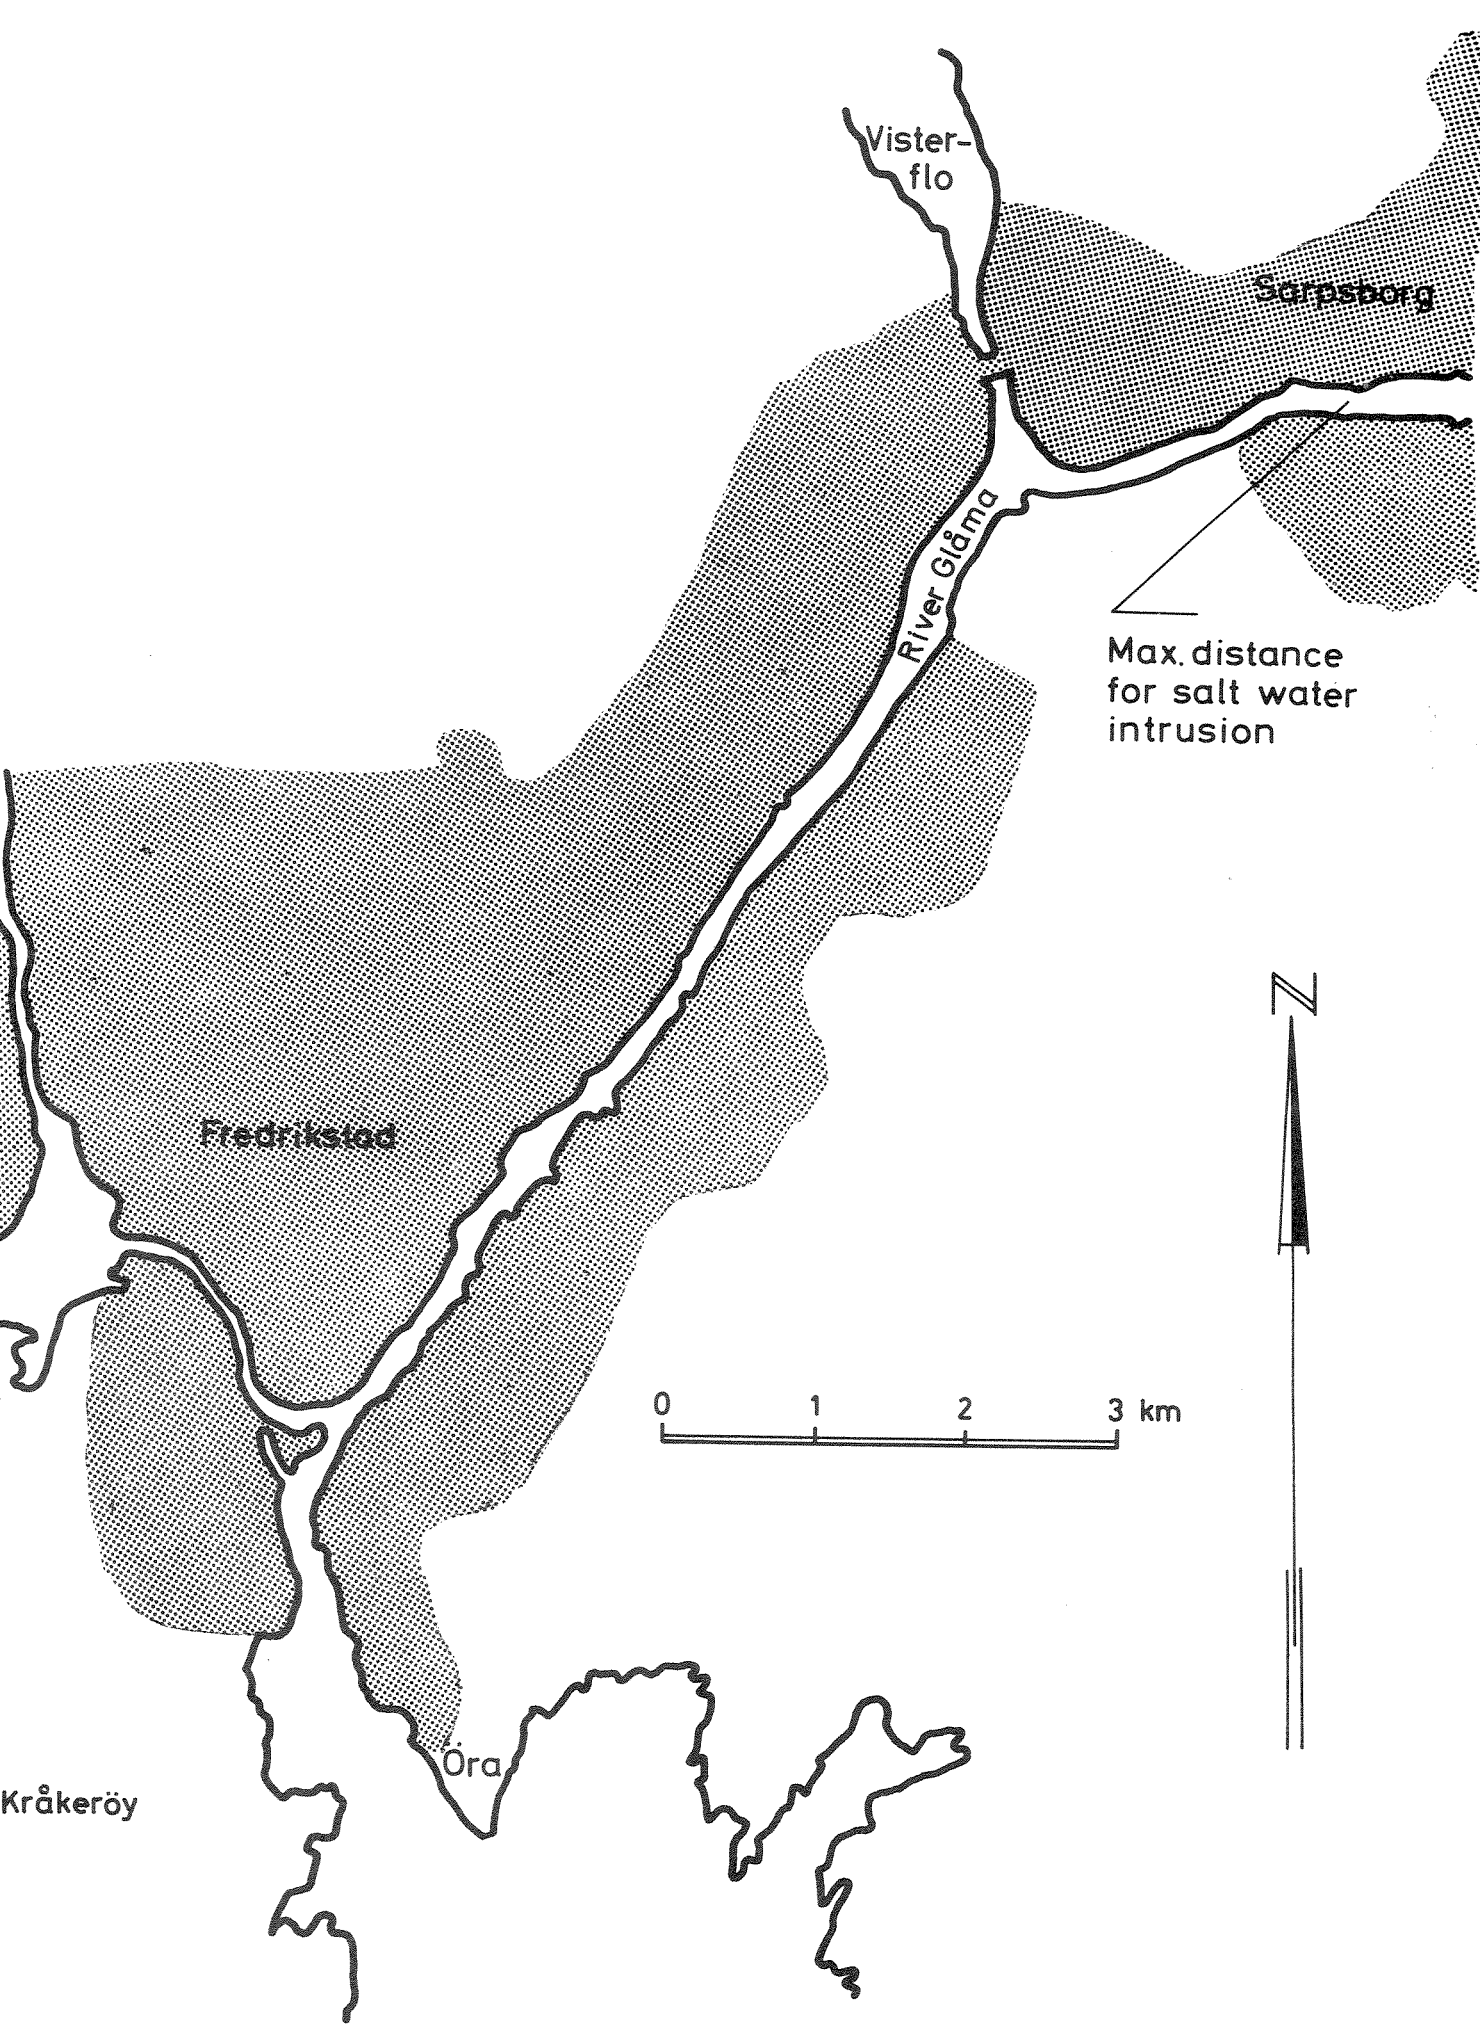 Vister-
flo
Sarpsborg
River Glåma
Max. distance
for salt water
intrusion
N
Fredrikstad
0 1 2 3 km
Öra
Kråkeröy